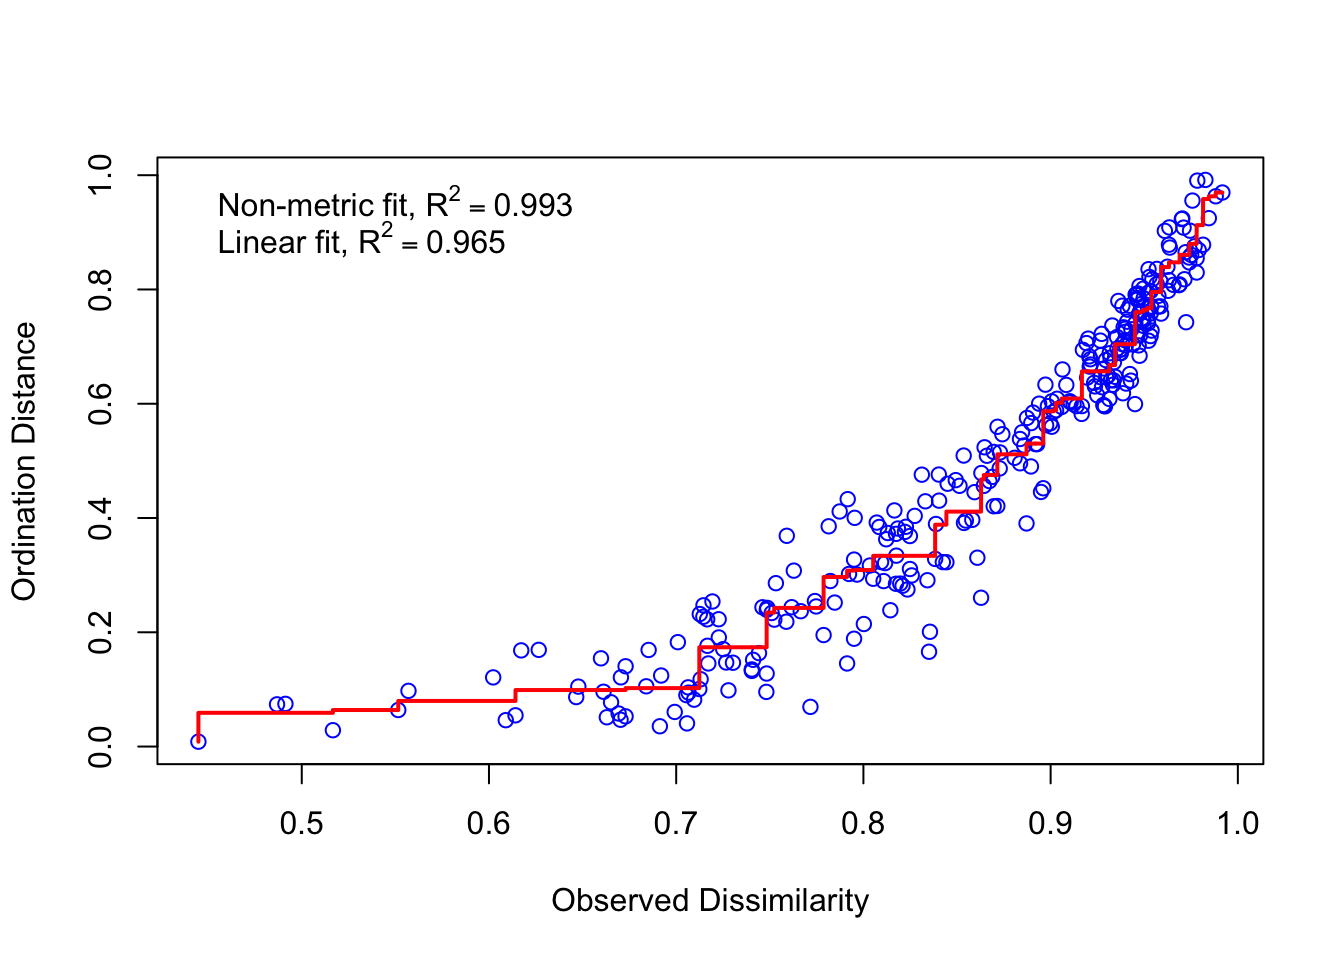 Non-metric fit, R² = 0.993
Linear fit, R² = 0.965
1.0
0.8
0.6
0.4
0.2
0.0
Ordination Distance
0.5 0.6 0.7 0.8 0.9 1.0
Observed Dissimilarity